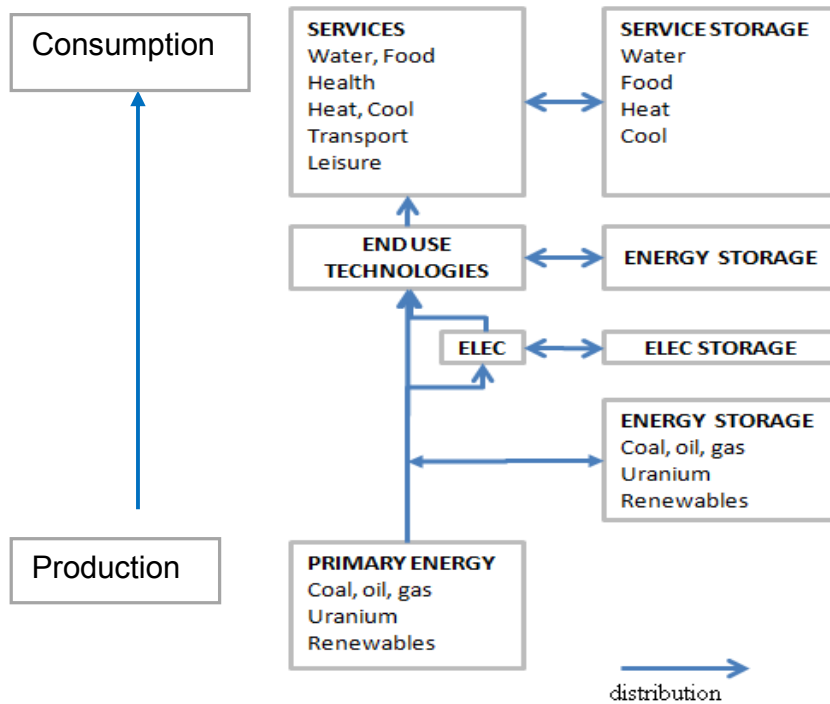 Consumption
SERVICES
Water, Food
Health
Heat, Cool
Transport
Leisure
SERVICE STORAGE
Water
Food
Heat
Cool
END USE
TECHNOLOGIES
ENERGY STORAGE
ELEC
ELEC STORAGE
ENERGY STORAGE
Coal, oil, gas
Uranium
Renewables
Production
PRIMARY ENERGY
Coal, oil, gas
Uranium
Renewables
distribution